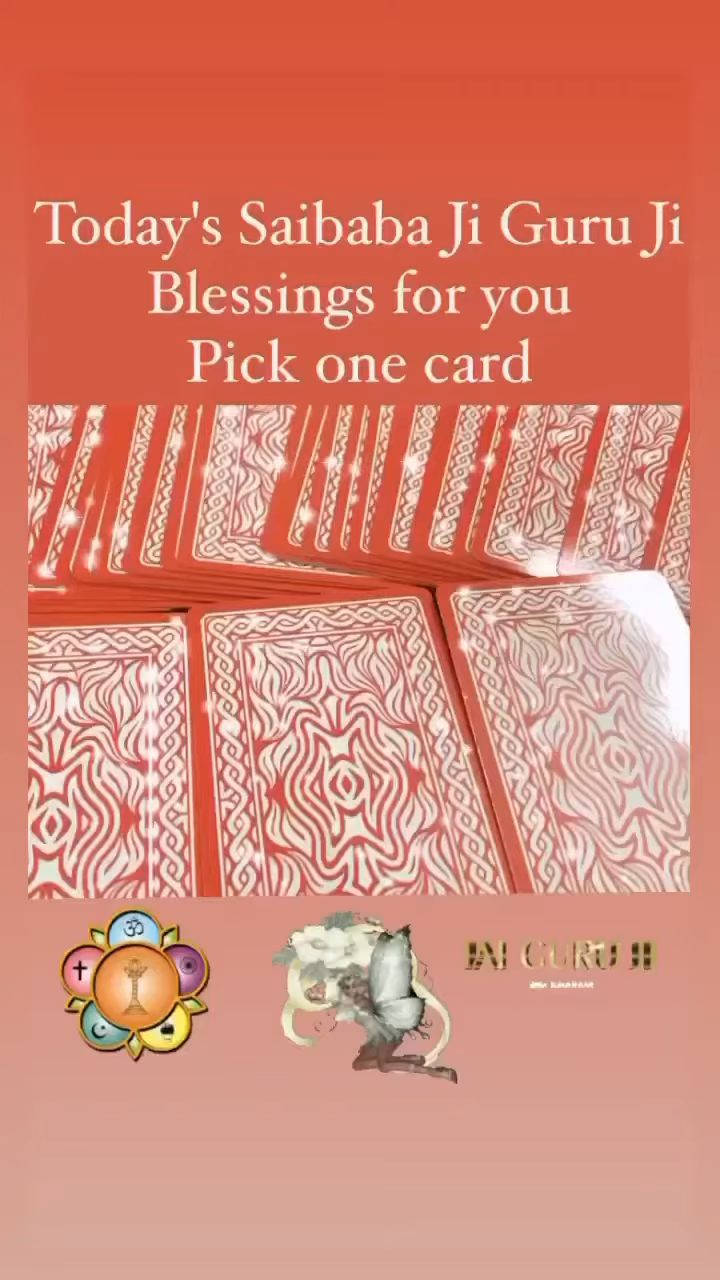 Today's Saibaba Ji Guru Ji
Blessings for you
Pick one card
ॐ
JAI GURU JI